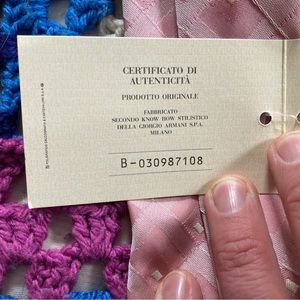 CERTIFICATO DI
AUTENTICITÀ
PRODOTTO ORIGINALE
FABBRICATO
SECONDO KNOW HOW STILISTICO
DELLA GIORGIO ARMANI S.P.A.
MILANO
B-030987108